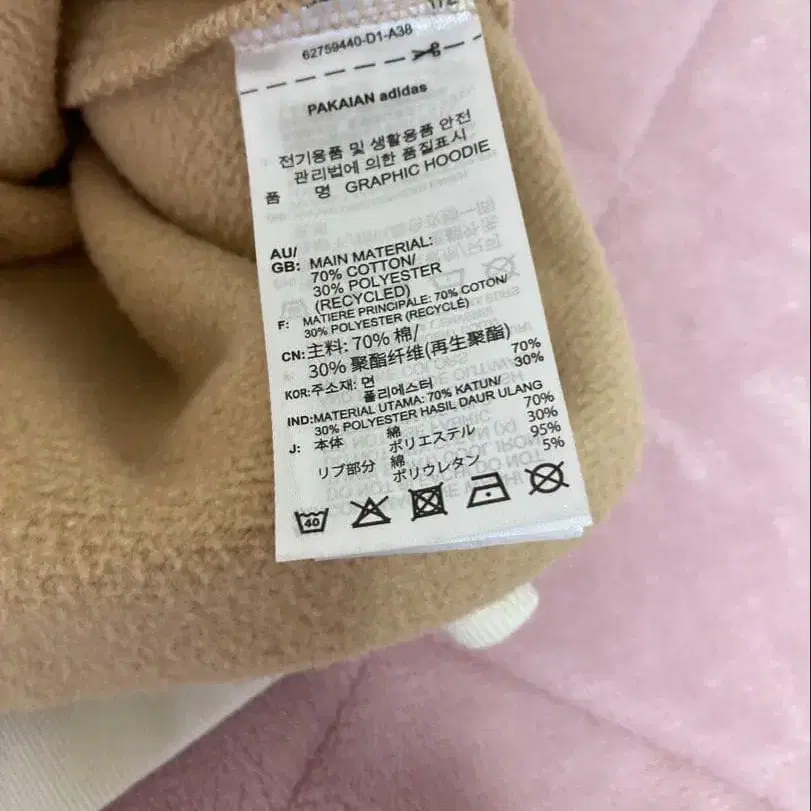 62759440-D1-A38
PAKAIAN adidas
전기용품 및 생활용품 안전
관리법에 의한 품질표시
품 명 GRAPHIC HOODIE
AU/
GB: MAIN MATERIAL:
70% COTTON/
30% POLYESTER
(RECYCLED)
F: MATIERE PRINCIPALE: 70% COTON/
30% POLYESTER (RECYCLÉ)
CN: 主料: 70% 棉/
30% 聚酯纤维(再生聚酯)
KOR: 주소재: 면 70%
폴리에스터 30%
IND: MATERIAL UTAMA: 70% KATUN/
30% POLYESTER HASIL DAUR ULANG
J: 本体 綿 70%
ポリエステル 30%
リブ部分 綿 95%
ポリウレタン 5%
40